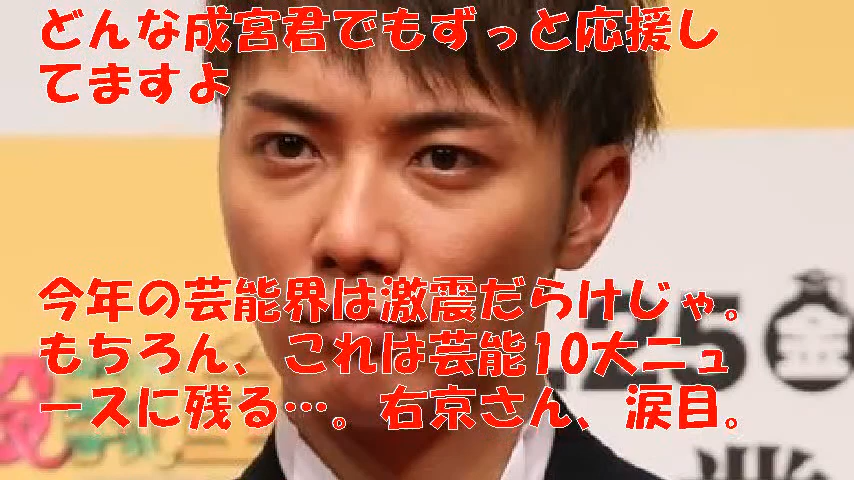 どんな成宮君でもずっと応援し
てますよ
今年の芸能界は激震だらけじゃ。
.25金
もちろん、これは芸能10大ニュ
ースに残る…。右京さん、涙目。